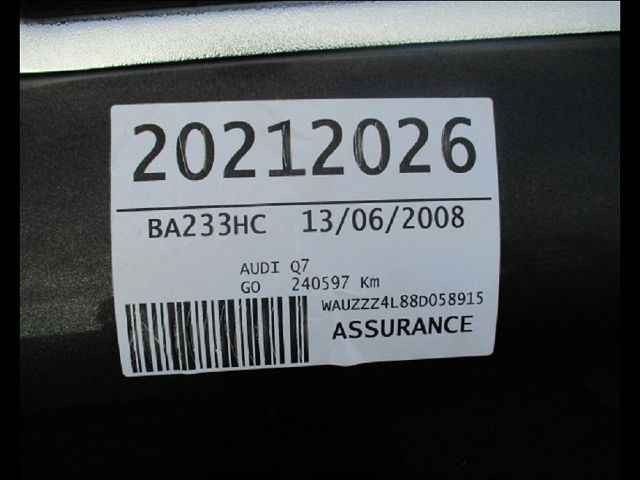 20212026
BA233HC 13/06/2008
AUDI Q7
GO 240597 Km
WAUZZZ4L88D058915
ASSURANCE